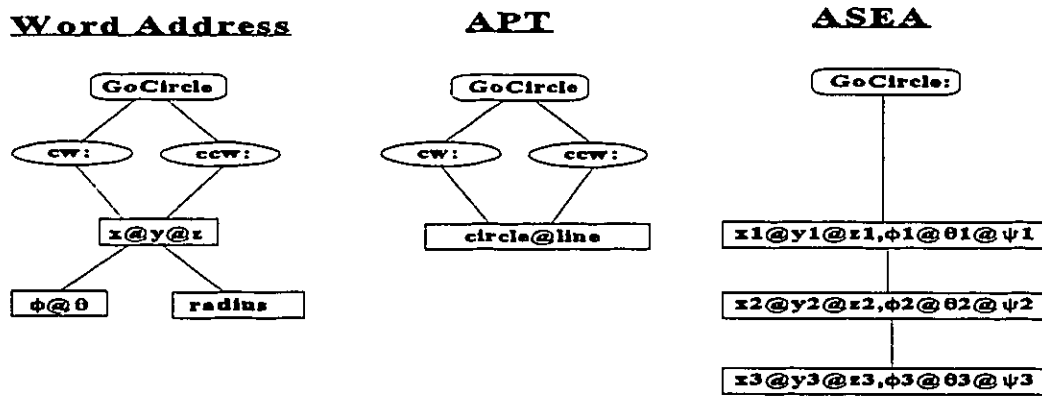 Word Address
APT
ASEA
GoCircle
cw:
ccw:
x@y@z
ϕ@θ
radius
GoCircle
cw:
ccw:
circle@line
GoCircle:
x1@y1@z1,ϕ1@θ1@ψ1
x2@y2@z2,ϕ2@θ2@ψ2
x3@y3@z3,ϕ3@θ3@ψ3